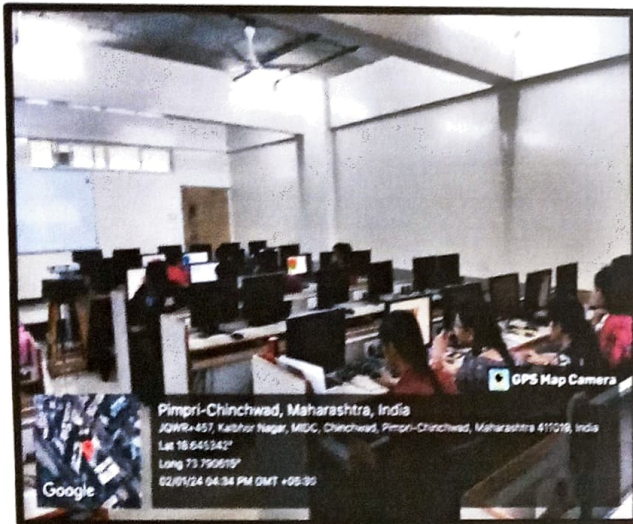 GPS Map Camera
Pimpri-Chinchwad, Maharashtra, India
JQWR+457, Kalbhor Nagar, MIDC, Chinchwad, Pimpri-Chinchwad, Maharashtra 411019, India
Lat 18.645342°
Long 73.790615°
02/01/24 04:34 PM GMT +05:30
Google